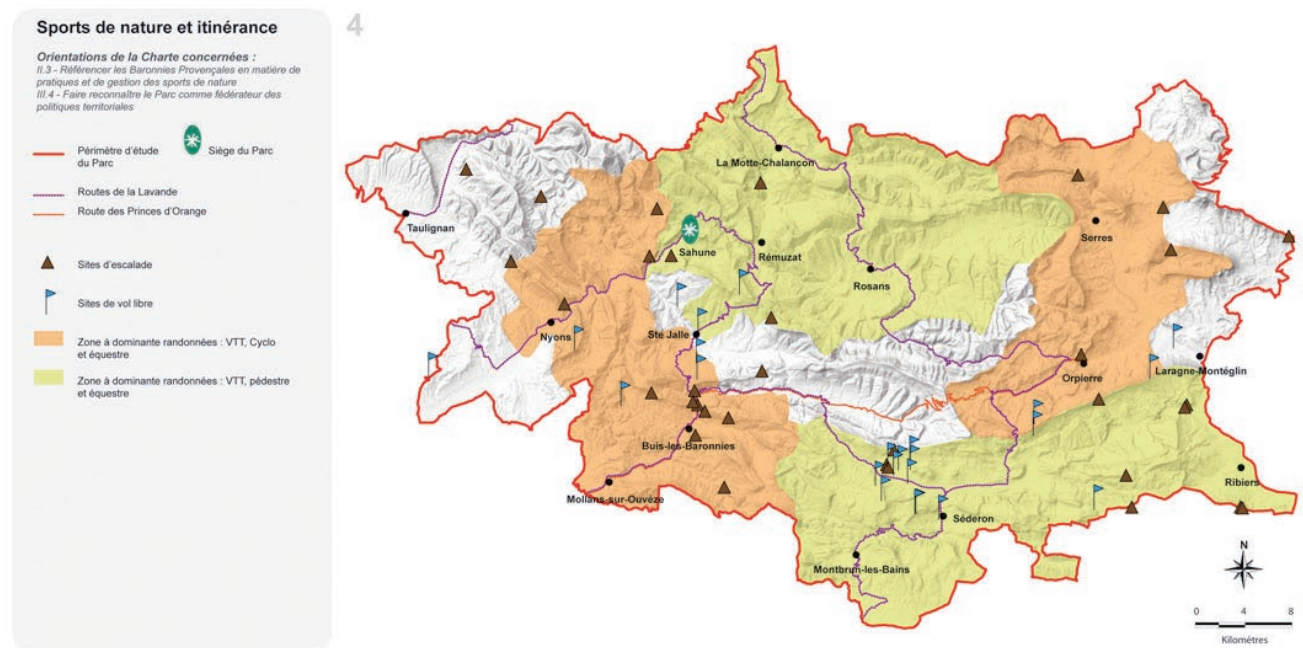 Sports de nature et itinérance
Orientations de la Charte concernées :
II.3 - Référencer les Baronnies Provençales en matière de
pratiques et de gestion des sports de nature
III.4 - Faire reconnaître le Parc comme fédérateur des
politiques territoriales
Périmètre d'étude
du Parc
Siège du Parc
Routes de la Lavande
Route des Princes d'Orange
Sites d'escalade
Sites de vol libre
Zone à dominante randonnées : VTT, Cyclo
et équestre
Zone à dominante randonnées : VTT, pédestre
et équestre
4
La Motte-Chalançon
Taulignan
Serres
Sahune
Rémuzat
Rosans
Nyons
Ste Jalle
Orpierre
Laragne-Montéglin
Buis-les-Baronnies
Mollans-sur-Ouvèze
Ribiers
Séderon
Montbrun-les-Bains
N
0 4 8
Kilomètres